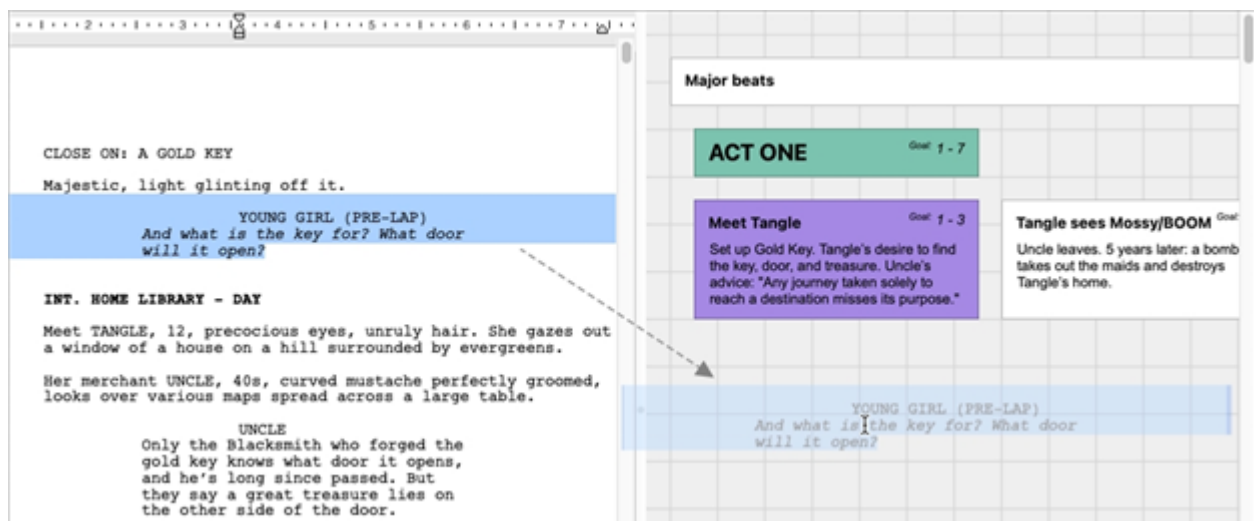 2 3 4 5 6 7
CLOSE ON: A GOLD KEY
Majestic, light glinting off it.
YOUNG GIRL (PRE-LAP)
And what is the key for? What door
will it open?
INT. HOME LIBRARY - DAY
Meet TANGLE, 12, precocious eyes, unruly hair. She gazes out
a window of a house on a hill surrounded by evergreens.
Her merchant UNCLE, 40s, curved mustache perfectly groomed,
looks over various maps spread across a large table.
UNCLE
Only the Blacksmith who forged the
gold key knows what door it opens,
and he's long since passed. But
they say a great treasure lies on
the other side of the door.
Major beats
ACT ONE Goal: 1 - 7
Meet Tangle Goal: 1 - 3
Set up Gold Key. Tangle's desire to find
the key, door, and treasure. Uncle's
advice: "Any journey taken solely to
reach a destination misses its purpose."
Tangle sees Mossy/BOOM Goal:
Uncle leaves. 5 years later: a bomb
takes out the maids and destroys
Tangle's home.
YOUNG GIRL (PRE-LAP)
And what is the key for? What door
will it open?